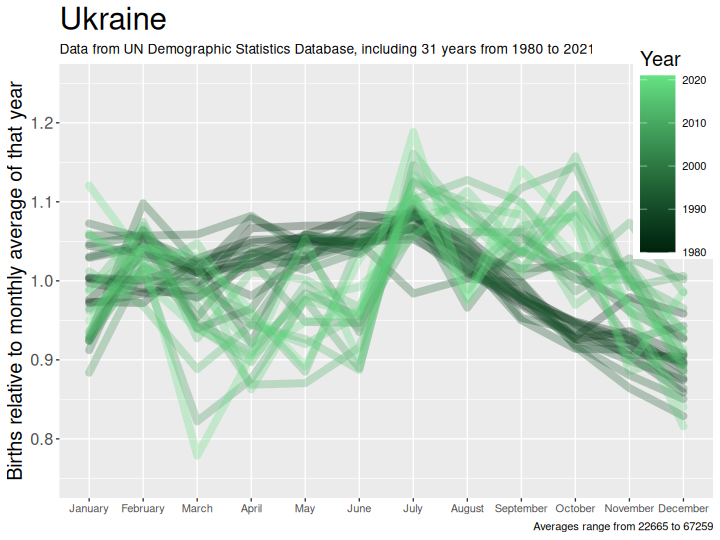 Ukraine
Data from UN Demographic Statistics Database, including 31 years from 1980 to 2021
Year
2020
2010
2000
1990
1980
Births relative to monthly average of that year
1.2
1.1
1.0
0.9
0.8
January February March April May June July August September October November December
Averages range from 22665 to 67259